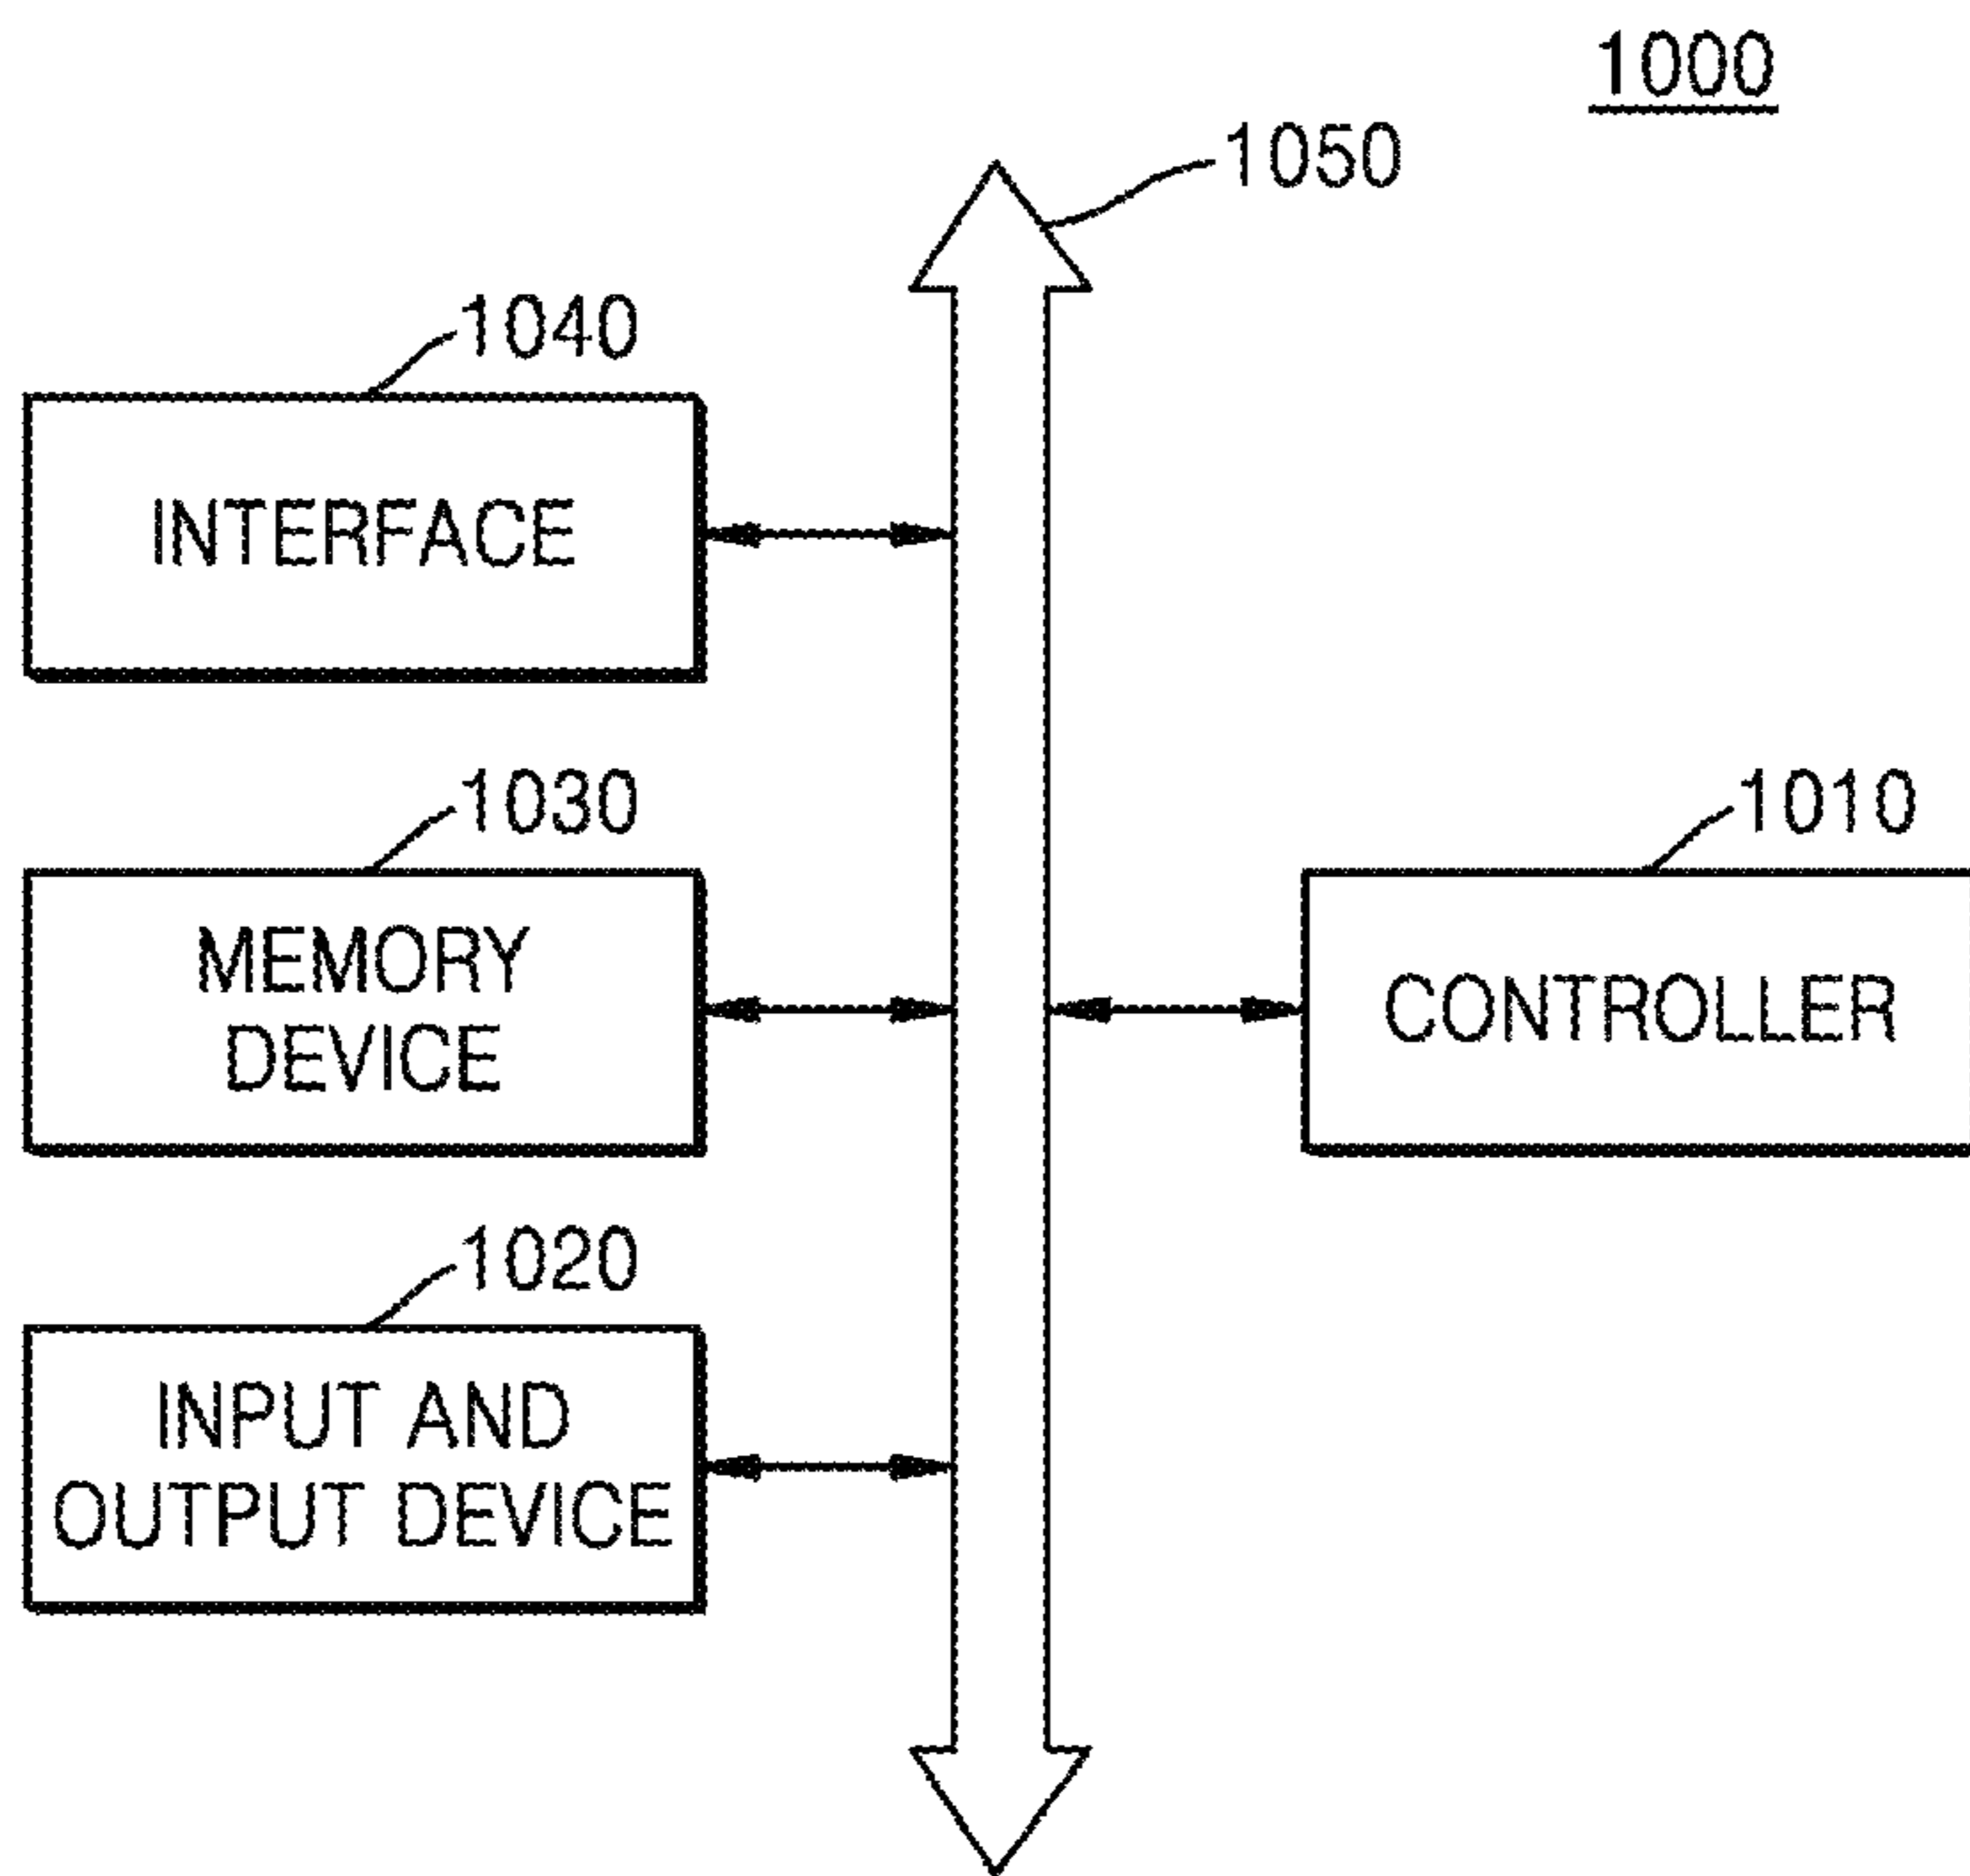 1000
1050
1040
INTERFACE
1030
MEMORY
DEVICE
1010
CONTROLLER
1020
INPUT AND
OUTPUT DEVICE